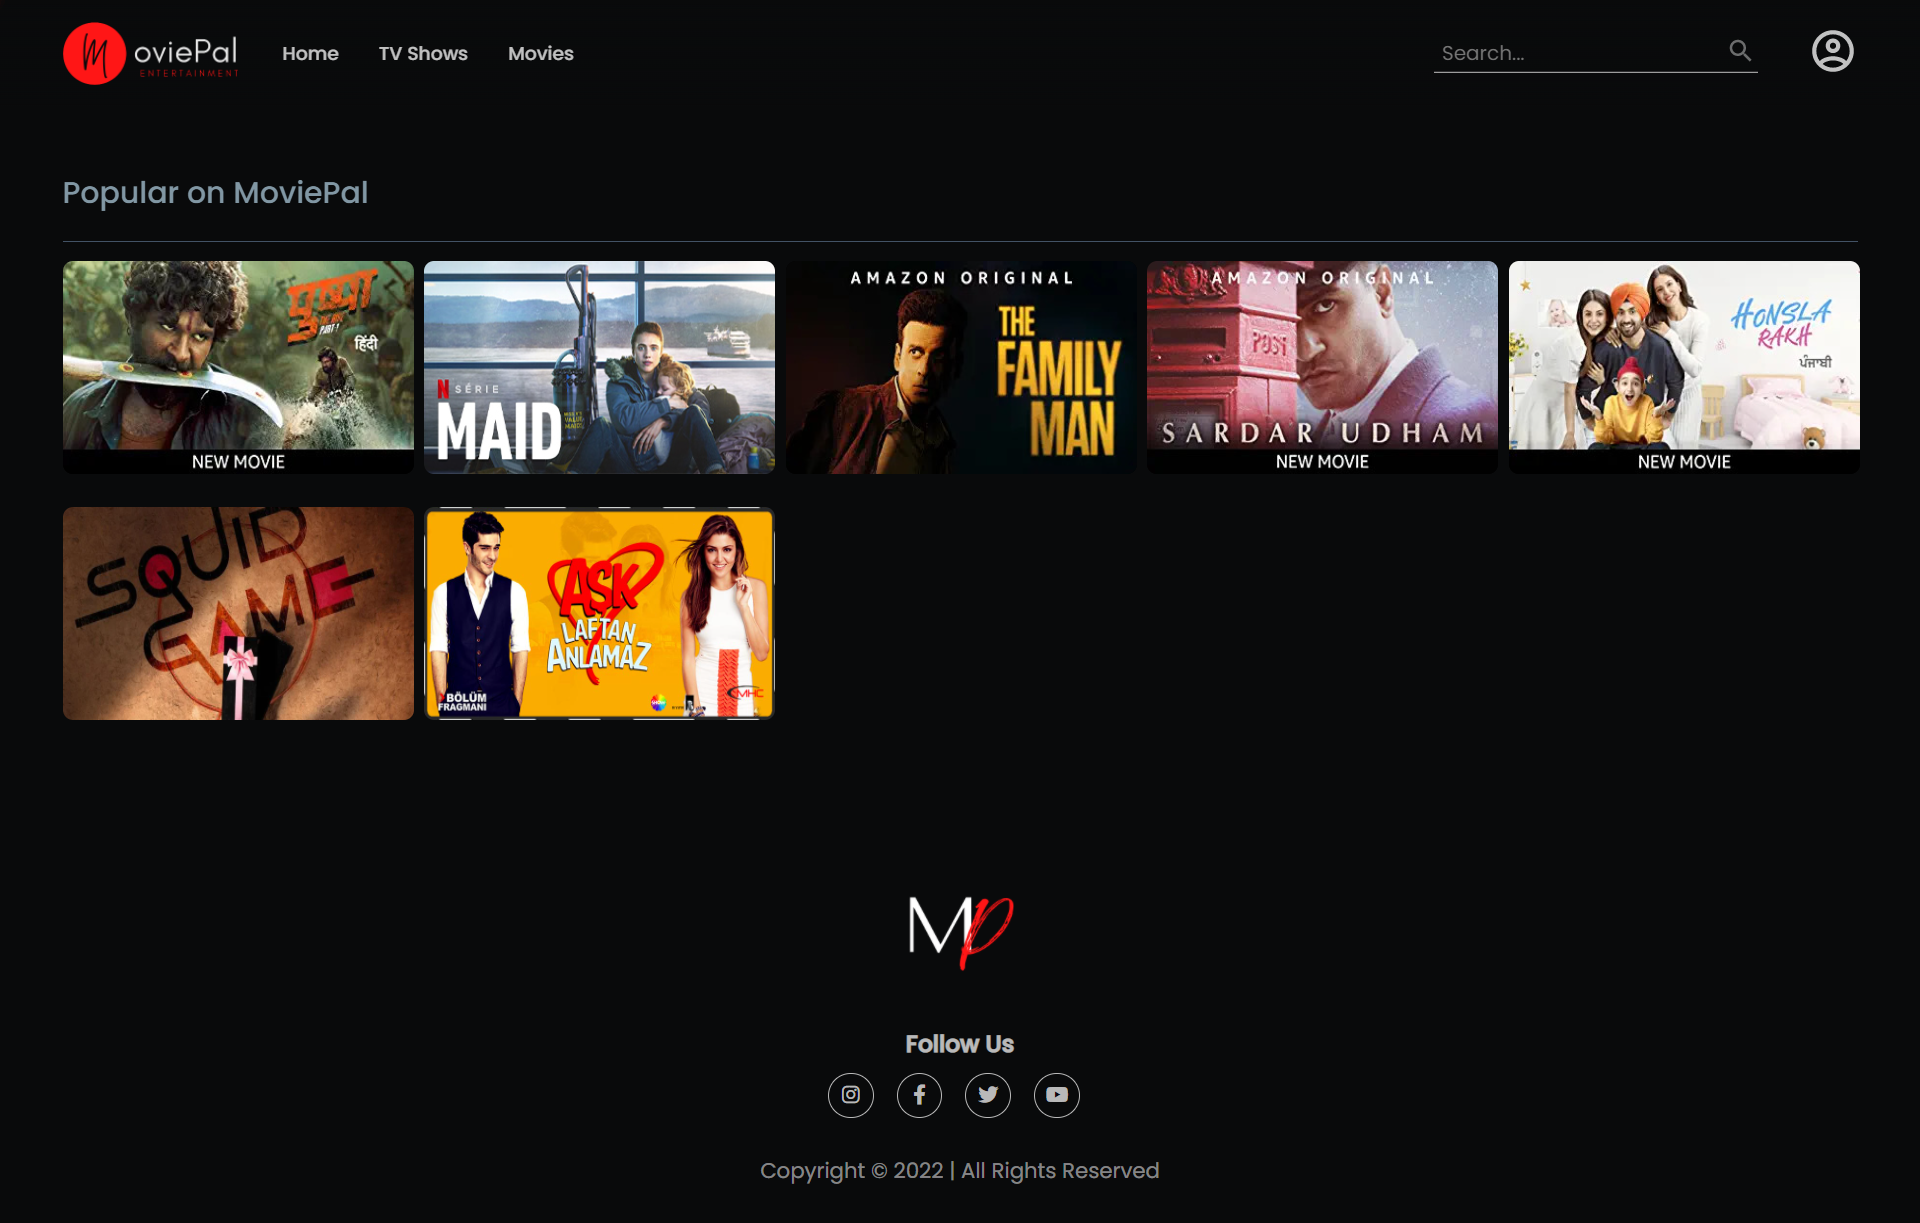 M oviePal
ENTERTAINMENT
Home
TV Shows
Movies
Search...
Popular on MoviePal
पुष्पा
THE RISE
PART-1
हिंदी
NEW MOVIE
N SÉRIE
MAID
AMAZON ORIGINAL
THE
FAMILY
MAN
AMAZON ORIGINAL
POST
SARDAR UDHAM
NEW MOVIE
HONSLA
RAKH
ਪੰਜਾਬੀ
NEW MOVIE
SQUID
GAME
AŞK
LAFTAN
ANLAMAZ
BÖLÜM
FRAGMANI
SHOW
MHC
MP
Follow Us
Copyright © 2022 | All Rights Reserved